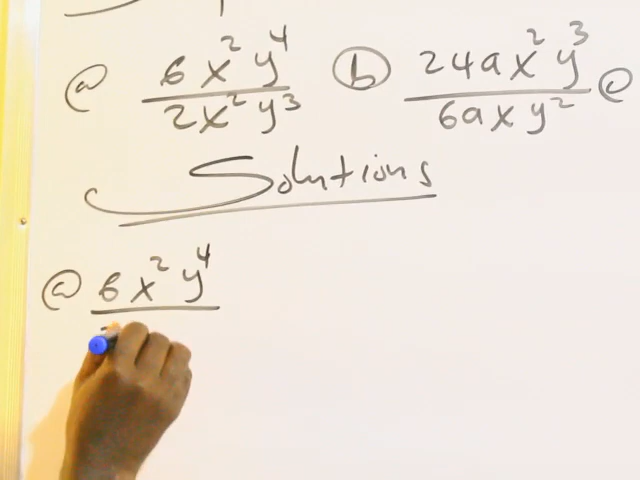 (a) 6x²y⁴ / 2x²y³ (b) 24ax²y³ / 6axy² (c)
Solutions
(a) 6x²y⁴